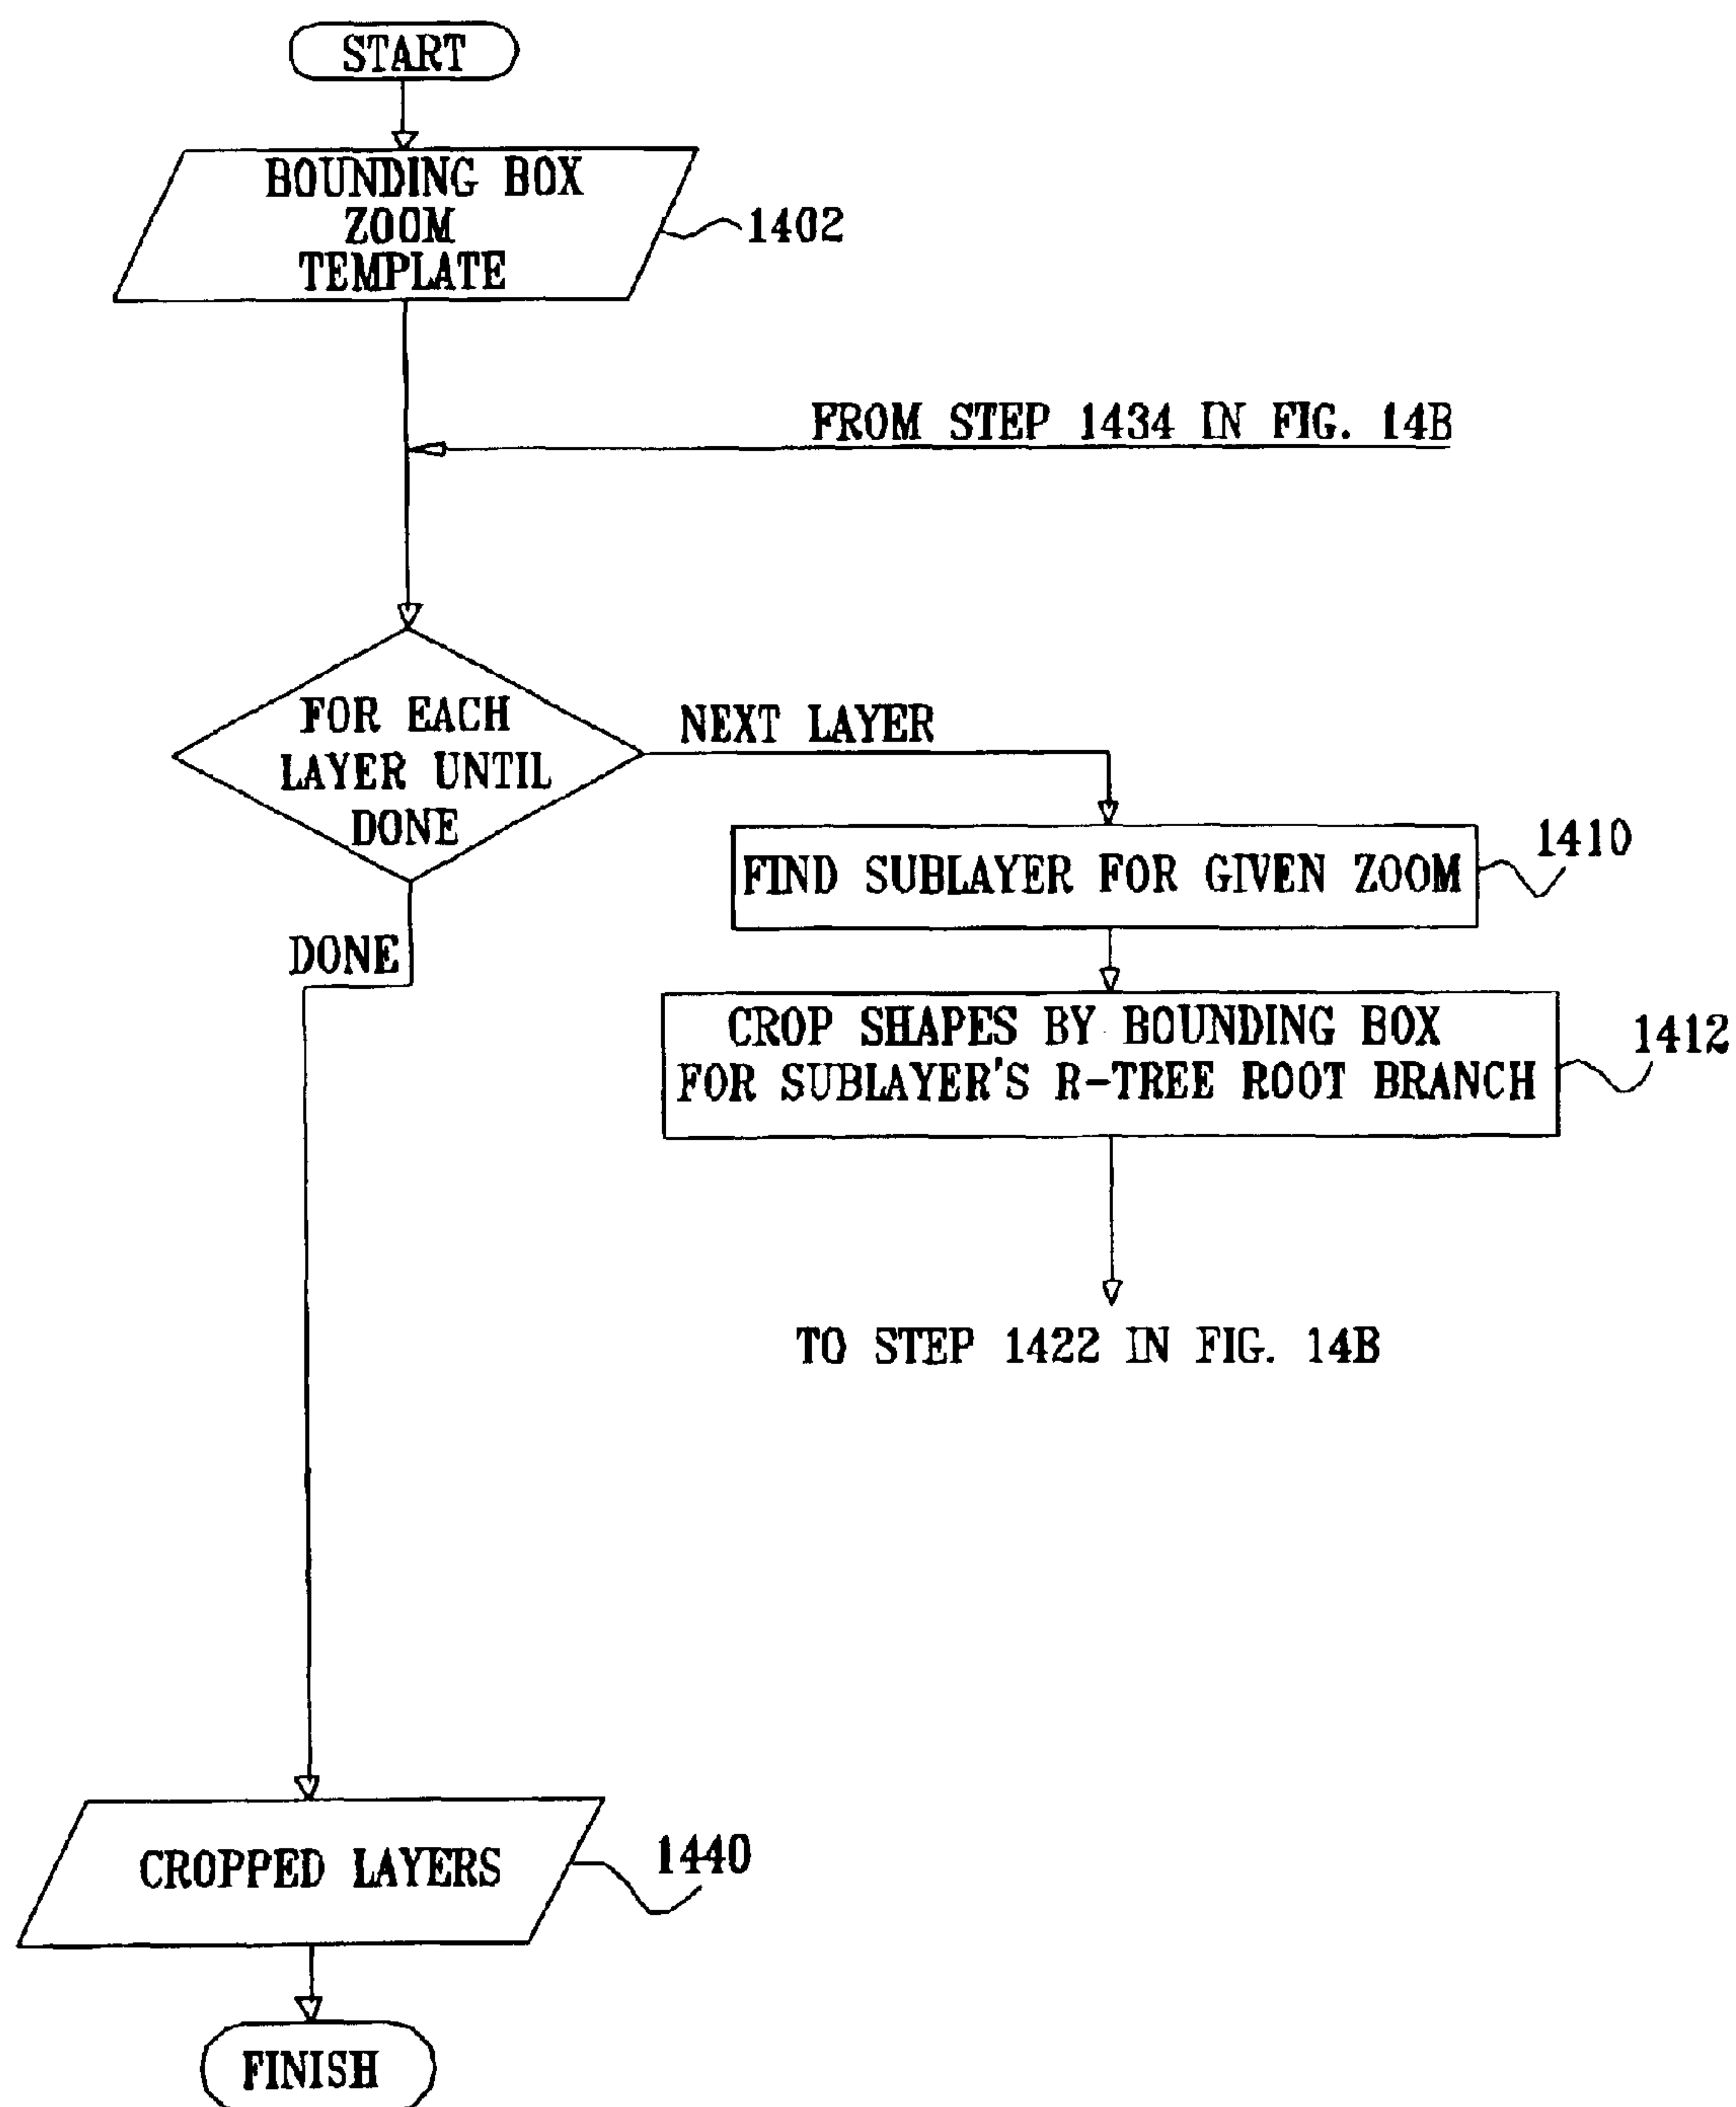 START
BOUNDING BOX
ZOOM
TEMPLATE
1402
FROM STEP 1434 IN FIG. 14B
FOR EACH
LAYER UNTIL
DONE
NEXT LAYER
1410
FIND SUBLAYER FOR GIVEN ZOOM
DONE
CROP SHAPES BY BOUNDING BOX
FOR SUBLAYER'S R-TREE ROOT BRANCH
1412
TO STEP 1422 IN FIG. 14B
CROPPED LAYERS
1440
FINISH